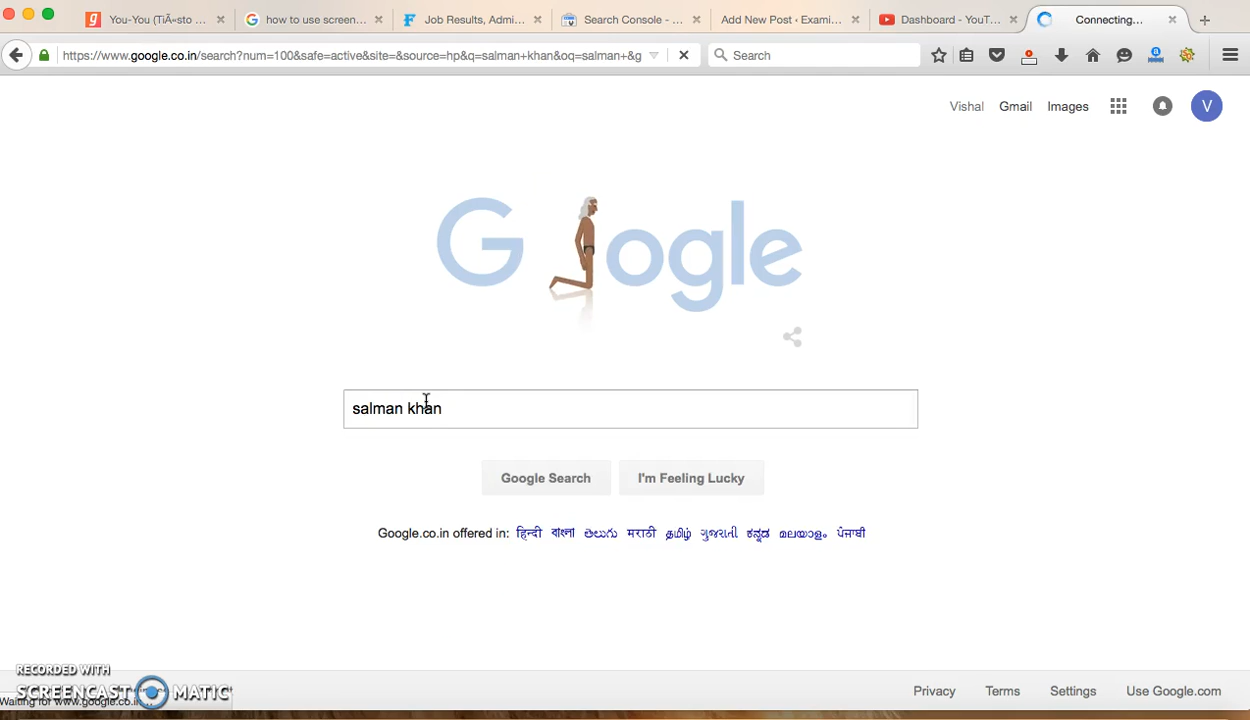 You-You (TiÃ«sto ...
how to use screen...
Job Results, Admi...
Search Console - ...
Add New Post ‹ Exami...
Dashboard - YouT...
Connecting...
https://www.google.co.in/search?num=100&safe=active&site=&source=hp&q=salman+khan&oq=salman+&g
Search
Vishal Gmail Images V
G ogle
salman khan
Google Search
I'm Feeling Lucky
Google.co.in offered in: हिन्दी বাংলা తెలుగు मराठी தமிழ் ગુજરાતી ಕನ್ನಡ മലയാളം ਪੰਜਾਬੀ
RECORDED WITH
SCREENCAST MATIC
Waiting for www.google.co.in...
Privacy Terms Settings Use Google.com